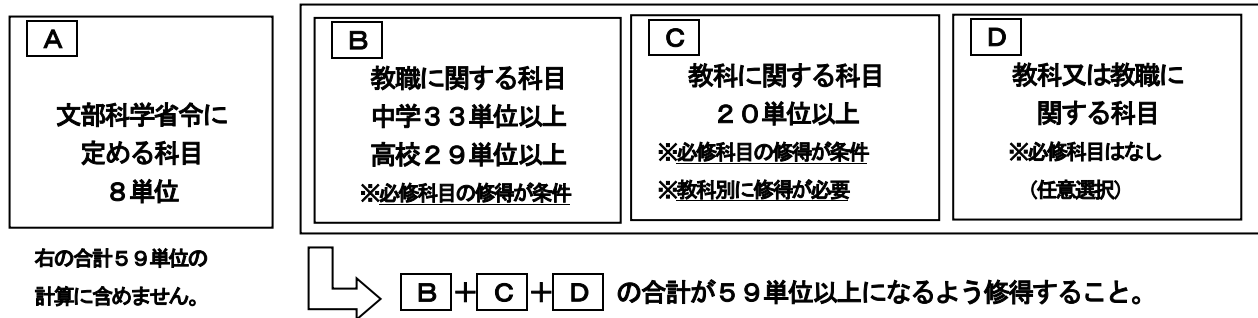 A
文部科学省令に
定める科目
８単位
B
教職に関する科目
中学３３単位以上
高校２９単位以上
※必修科目の修得が条件
C
教科に関する科目
２０単位以上
※必修科目の修得が条件
※教科別に修得が必要
D
教科又は教職に
関する科目
※必修科目はなし
（任意選択）
右の合計５９単位の
計算に含めません。
B＋C＋D の合計が５９単位以上になるよう修得すること。